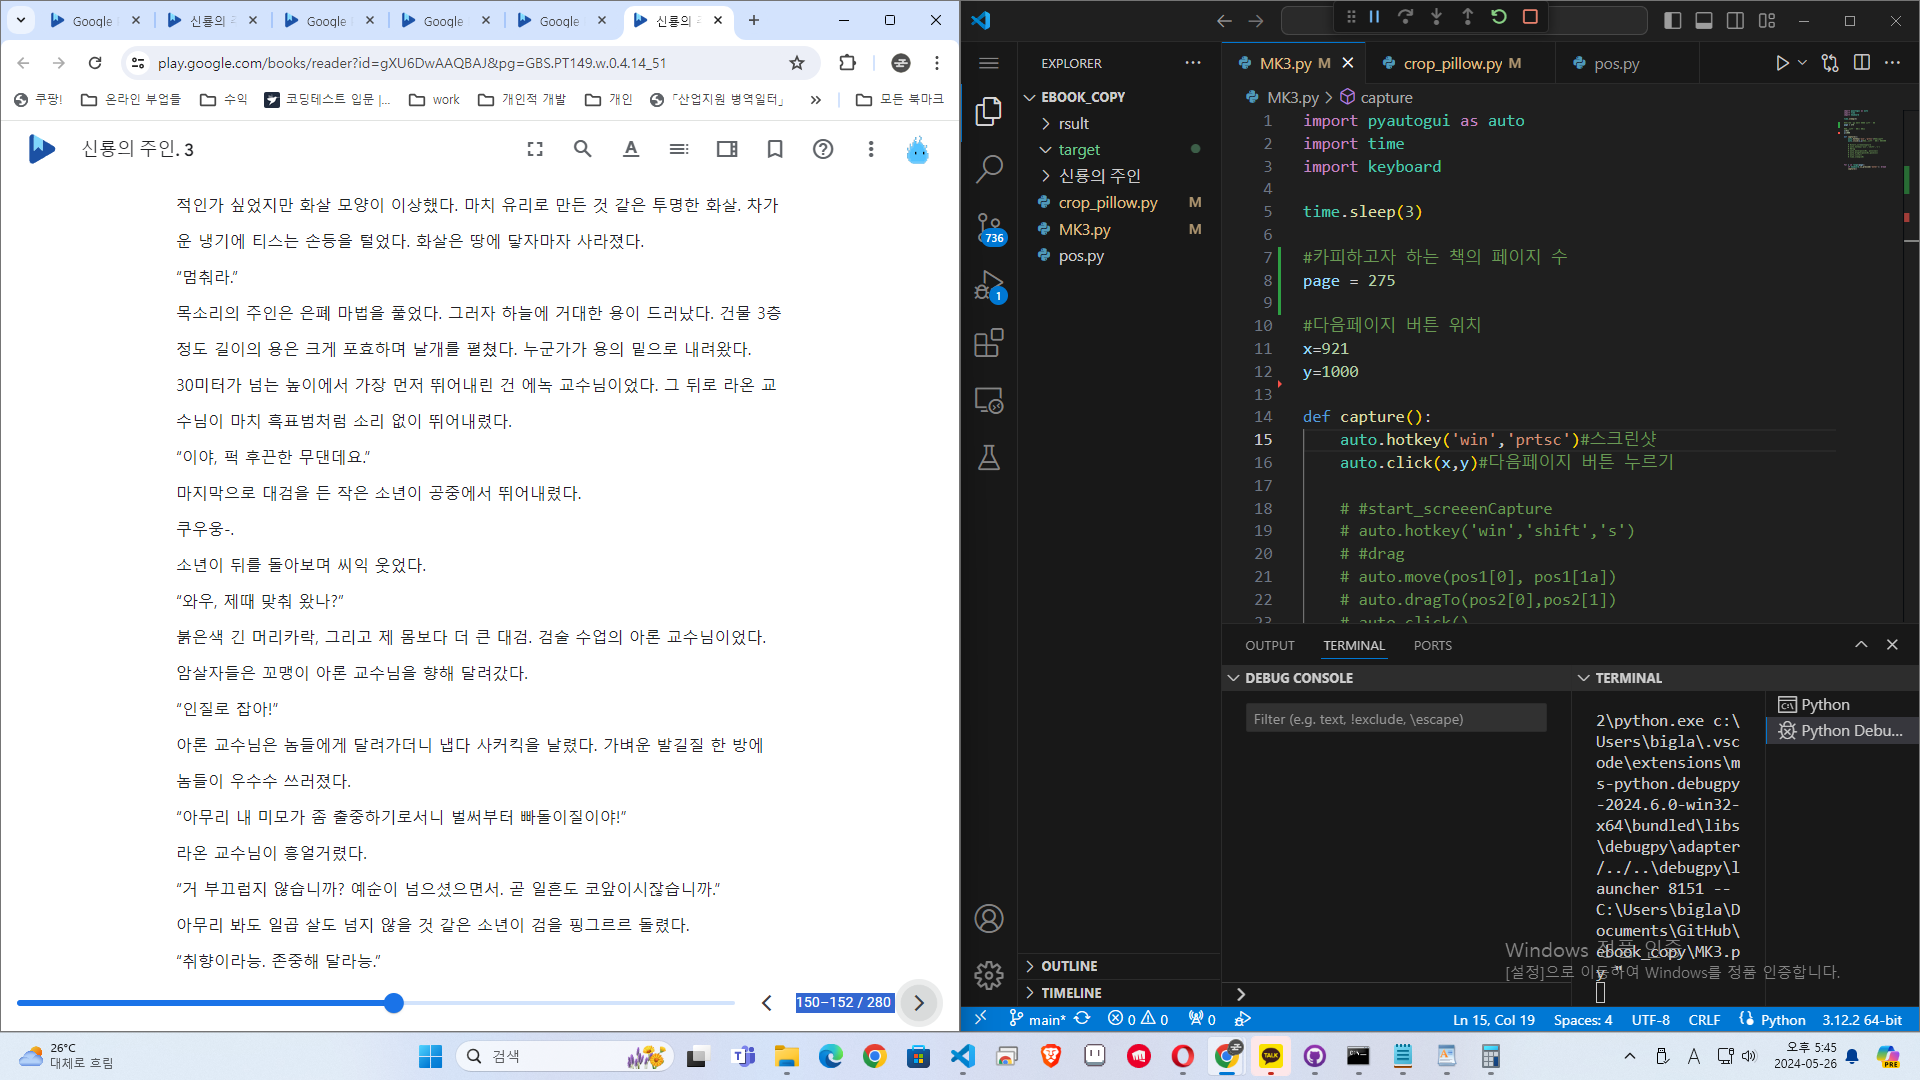 Google
신룡의 주
Google
Google
Google
신룡의 주
play.google.com/books/reader?id=gXU6DwAAQBAJ&pg=GBS.PT149.w.0.4.14_51
쿠팡!
온라인 부업들
수익
코딩테스트 입문 |...
work
개인적 개발
개인
「산업지원 병역일터」
»
모든 북마크
신룡의 주인. 3
적인가 싶었지만 화살 모양이 이상했다. 마치 유리로 만든 것 같은 투명한 화살. 차가
운 냉기에 티스는 손등을 털었다. 화살은 땅에 닿자마자 사라졌다.
“멈춰라.”
목소리의 주인은 은폐 마법을 풀었다. 그러자 하늘에 거대한 용이 드러났다. 건물 3층
정도 길이의 용은 크게 포효하며 날개를 펼쳤다. 누군가가 용의 밑으로 내려왔다.
30미터가 넘는 높이에서 가장 먼저 뛰어내린 건 에녹 교수님이었다. 그 뒤로 라온 교
수님이 마치 흑표범처럼 소리 없이 뛰어내렸다.
“이야, 퍽 후끈한 무댄데요.”
마지막으로 대검을 든 작은 소년이 공중에서 뛰어내렸다.
쿠우웅-.
소년이 뒤를 돌아보며 씨익 웃었다.
“와우, 제때 맞춰 왔나?”
붉은색 긴 머리카락, 그리고 제 몸보다 더 큰 대검. 검술 수업의 아론 교수님이었다.
암살자들은 꼬맹이 아론 교수님을 향해 달려갔다.
“인질로 잡아!”
아론 교수님은 놈들에게 달려가더니 냅다 사커킥을 날렸다. 가벼운 발길질 한 방에
놈들이 우수수 쓰러졌다.
“아무리 내 미모가 좀 출중하기로서니 벌써부터 빠돌이질이야!”
라온 교수님이 흥얼거렸다.
“거 부끄럽지 않습니까? 예순이 넘으셨으면서. 곧 일흔도 코앞이시잖습니까.”
아무리 봐도 일곱 살도 넘지 않을 것 같은 소년이 검을 핑그르르 돌렸다.
“취향이라능. 존중해 달라능.”
150–152 / 280
EXPLORER
EBOOK_COPY
rsult
target
신룡의 주인
crop_pillow.py M
MK3.py M
pos.py
736
1
OUTLINE
TIMELINE
MK3.py M
crop_pillow.py M
pos.py
MK3.py > capture
1 import pyautogui as auto
2 import time
3 import keyboard
4
5 time.sleep(3)
6
7 #카피하고자 하는 책의 페이지 수
8 page = 275
9
10 #다음페이지 버튼 위치
11 x=921
12 y=1000
13
14 def capture():
15 auto.hotkey('win','prtsc')#스크린샷
16 auto.click(x,y)#다음페이지 버튼 누르기
17
18 # #start_screeenCapture
19 # auto.hotkey('win','shift','s')
20 # #drag
21 # auto.move(pos1[0], pos1[1a])
22 # auto.dragTo(pos2[0],pos2[1])
23 # auto.click()
OUTPUT
TERMINAL
PORTS
DEBUG CONSOLE
Filter (e.g. text, !exclude, \escape)
TERMINAL
2\python.exe c:\
Users\bigla\.vsc
ode\extensions\m
s-python.debugpy
-2024.6.0-win32-
x64\bundled\libs
\debugpy\adapter
/../..\debugpy\l
auncher 8151 --
C:\Users\bigla\D
ocuments\GitHub\
ebook_copy\MK3.p
y "
Python
Python Debu...
Windows 정품 인증
[설정]으로 이동하여 Windows를 정품 인증합니다.
main*
0
0
0
Ln 15, Col 19
Spaces: 4
UTF-8
CRLF
Python
3.12.2 64-bit
26°C
대체로 흐림
검색
TALK
A
오후 5:45
2024-05-26
PRE